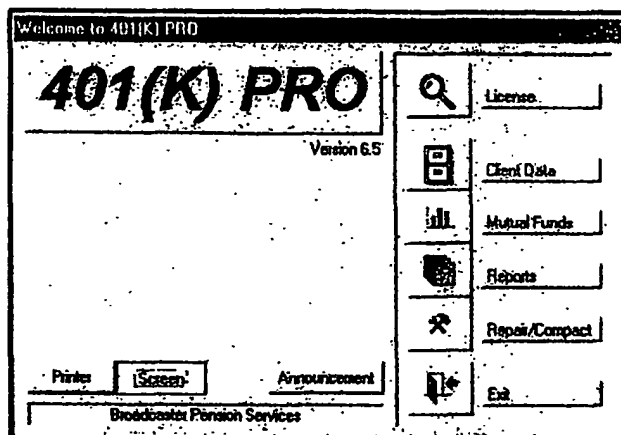 Welcome to 401(K) PRO
401(K) PRO
Version 6.5
License
Client Data
Mutual Funds
Reports
Repair/Compact
Exit
Printer
Screen
Announcement
Broadcaster Pension Services